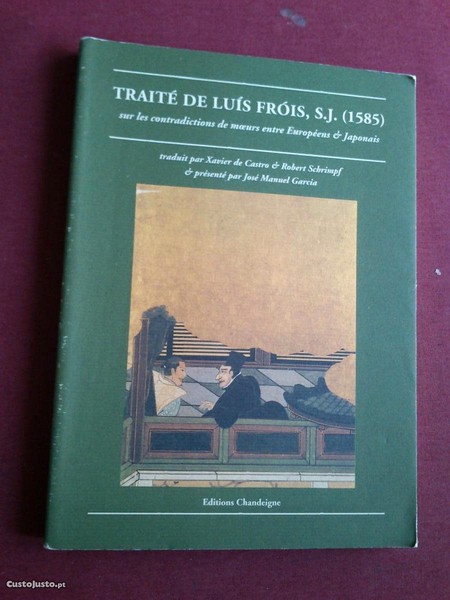 TRAITÉ DE LUÍS FRÓIS, S.J. (1585)
sur les contradictions de mœurs entre Européens & Japonais
traduit par Xavier de Castro & Robert Schrimpf
& présenté par José Manuel Garcia
Editions Chandeigne
CustoJusto.pt